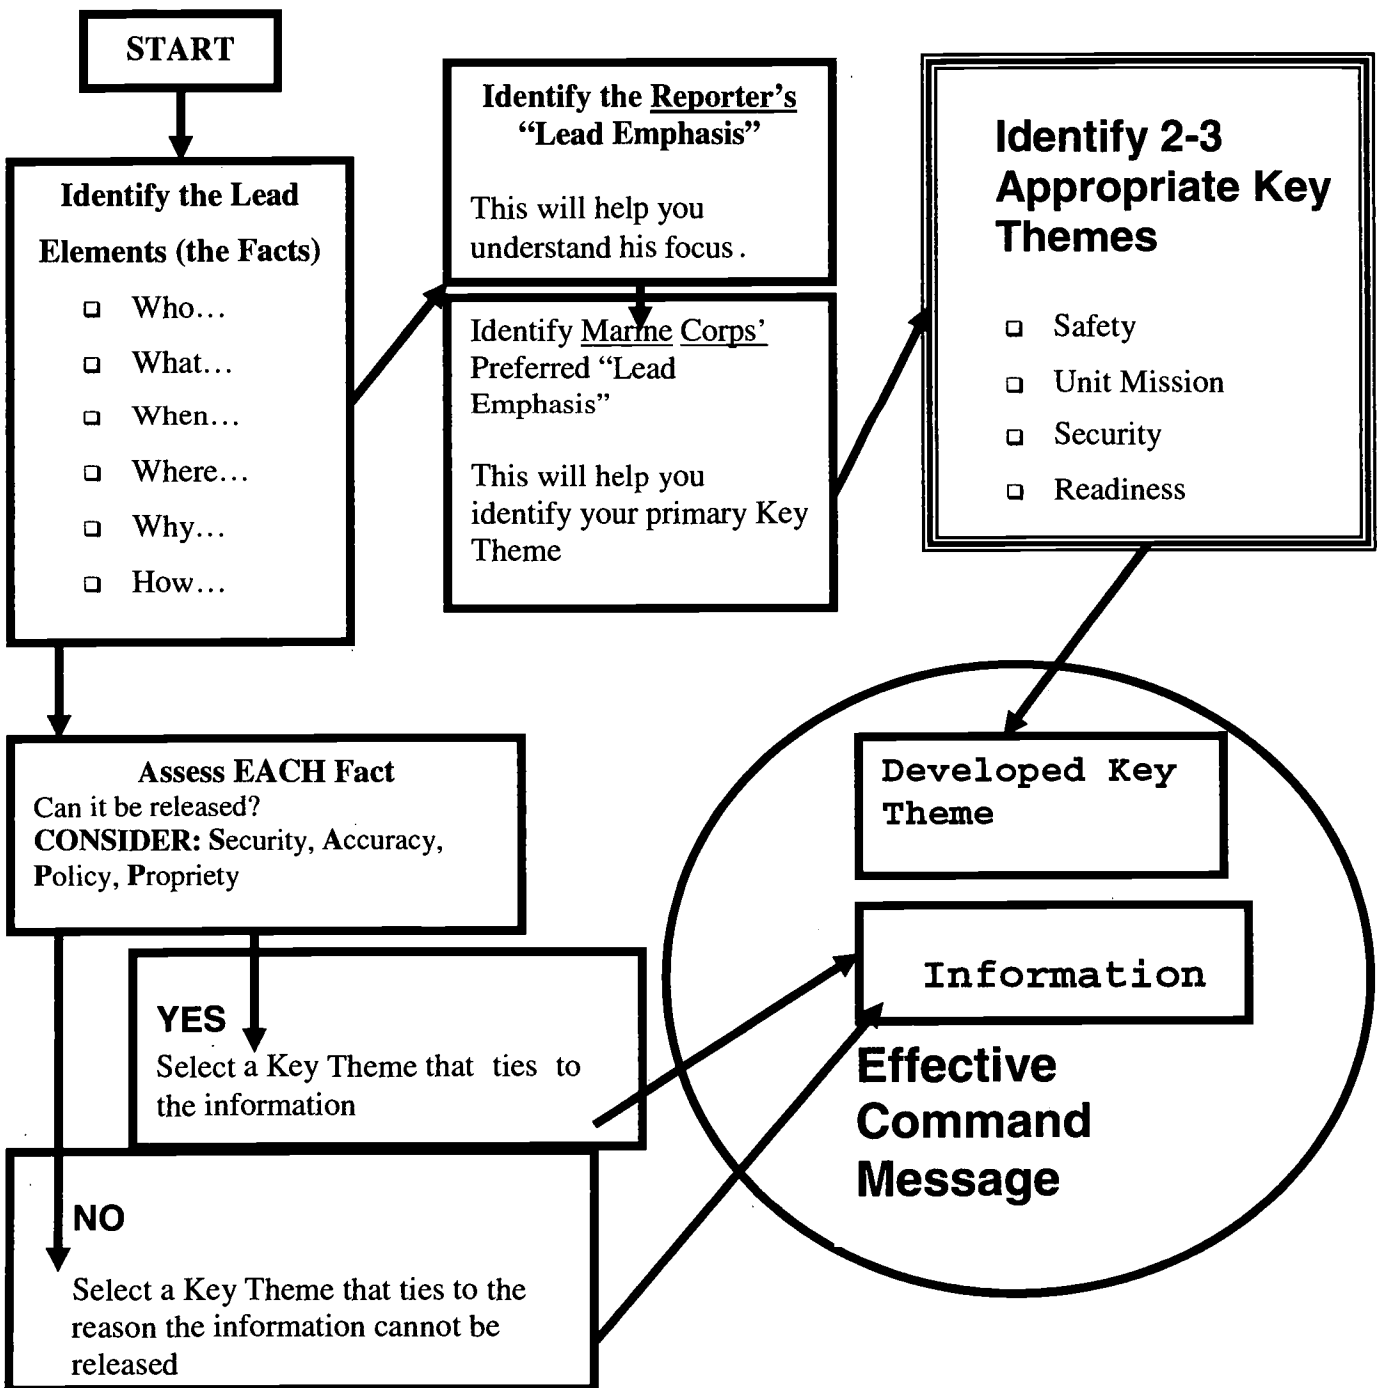 START
Identify the Lead
Elements (the Facts)
Who...
What...
When...
Where...
Why...
How...
Identify the Reporter's
"Lead Emphasis"
This will help you
understand his focus .
Identify Marine Corps'
Preferred "Lead
Emphasis"
This will help you
identify your primary Key
Theme
Identify 2-3
Appropriate Key
Themes
Safety
Unit Mission
Security
Readiness
Assess EACH Fact
Can it be released?
CONSIDER: Security, Accuracy,
Policy, Propriety
YES
Select a Key Theme that ties to
the information
NO
Select a Key Theme that ties to the
reason the information cannot be
released
Developed Key
Theme
Information
Effective
Command
Message